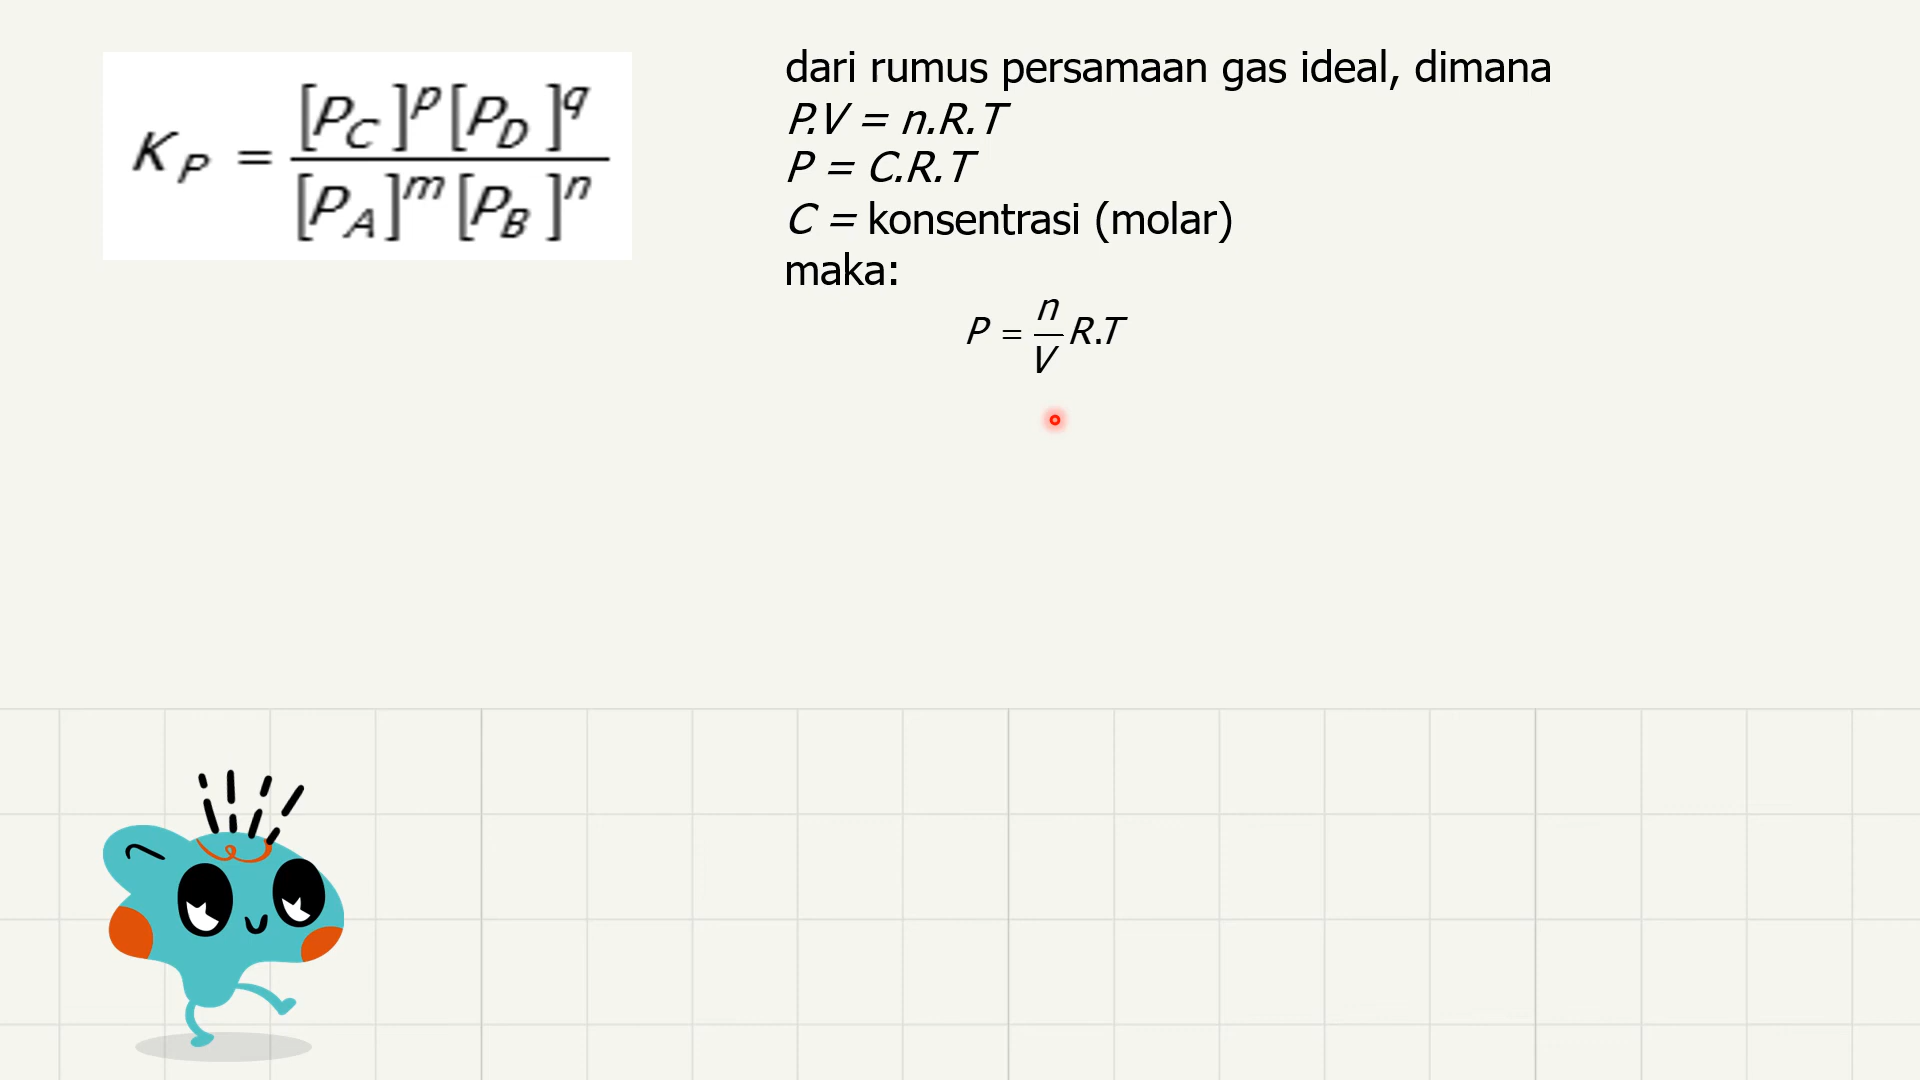 K_P = [P_C]^p [P_D]^q / [P_A]^m [P_B]^n
dari rumus persamaan gas ideal, dimana
P.V = n.R.T
P = C.R.T
C = konsentrasi (molar)
maka:
P = n/V R.T